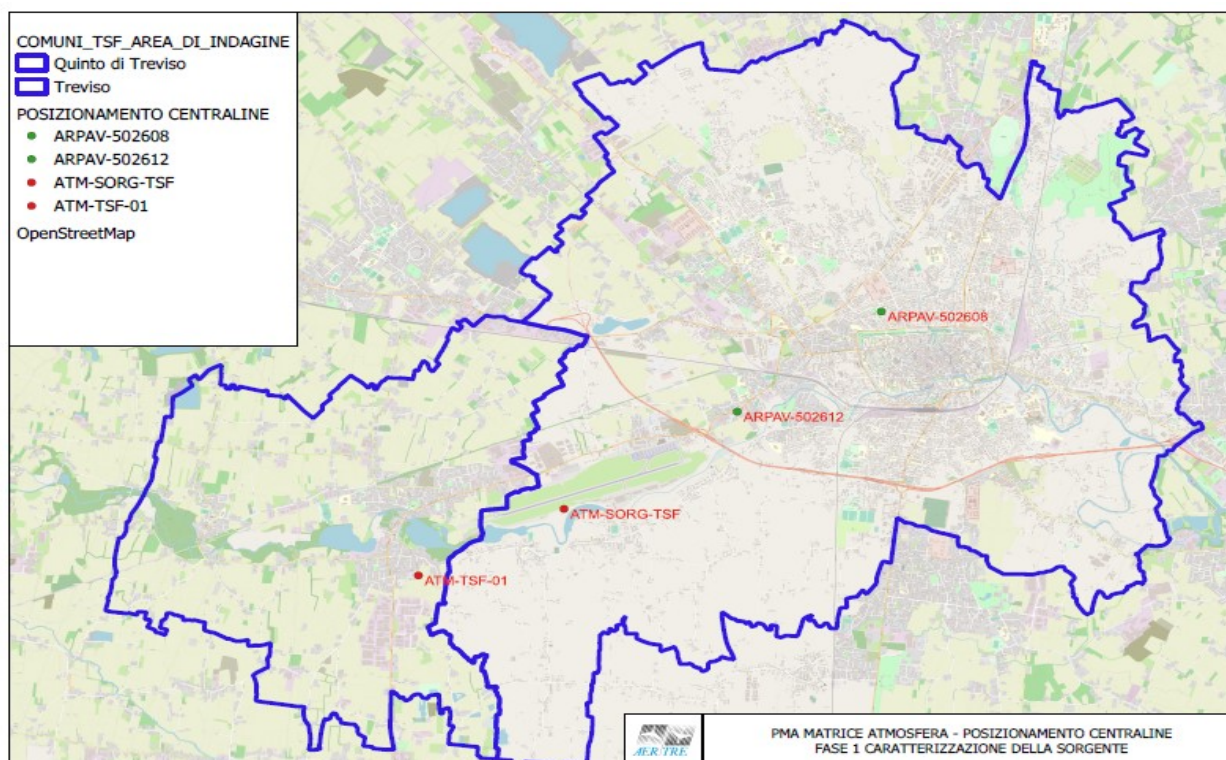 COMUNI_TSF_AREA_DI_INDAGINE
Quinto di Treviso
Treviso
POSIZIONAMENTO CENTRALINE
ARPAV-502608
ARPAV-502612
ATM-SORG-TSF
ATM-TSF-01
OpenStreetMap
ARPAV-502608
ARPAV-502612
ATM-SORG-TSF
ATM-TSF-01
AER TRE
PMA MATRICE ATMOSFERA - POSIZIONAMENTO CENTRALINE
FASE 1 CARATTERIZZAZIONE DELLA SORGENTE